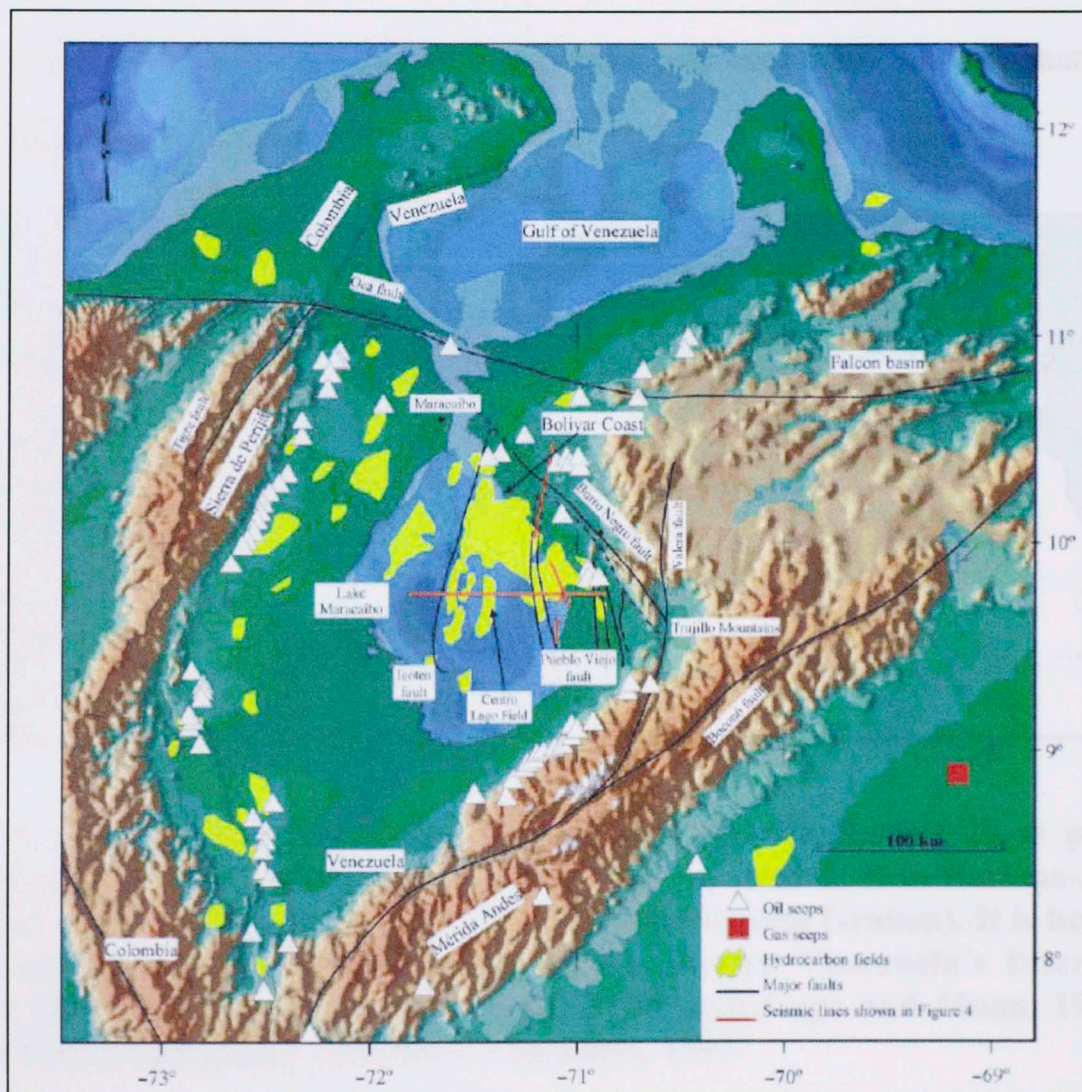 12°
Colombia
Venezuela
Gulf of Venezuela
Oca fault
11°
Falcon basin
Tigre fault
Sierra de Perijá
Maracaibo
Bolívar Coast
Burro Negro fault
Valera fault
10°
Lake
Maracaibo
Trujillo Mountains
Icotea
fault
Centro
Lago Field
Pueblo Viejo
fault
Boconó fault
9°
100 km
Venezuela
Mérida Andes
Colombia
8°
Oil seeps
Gas seeps
Hydrocarbon fields
Major faults
Seismic lines shown in Figure 4
−73°
−72°
−71°
−70°
−69°